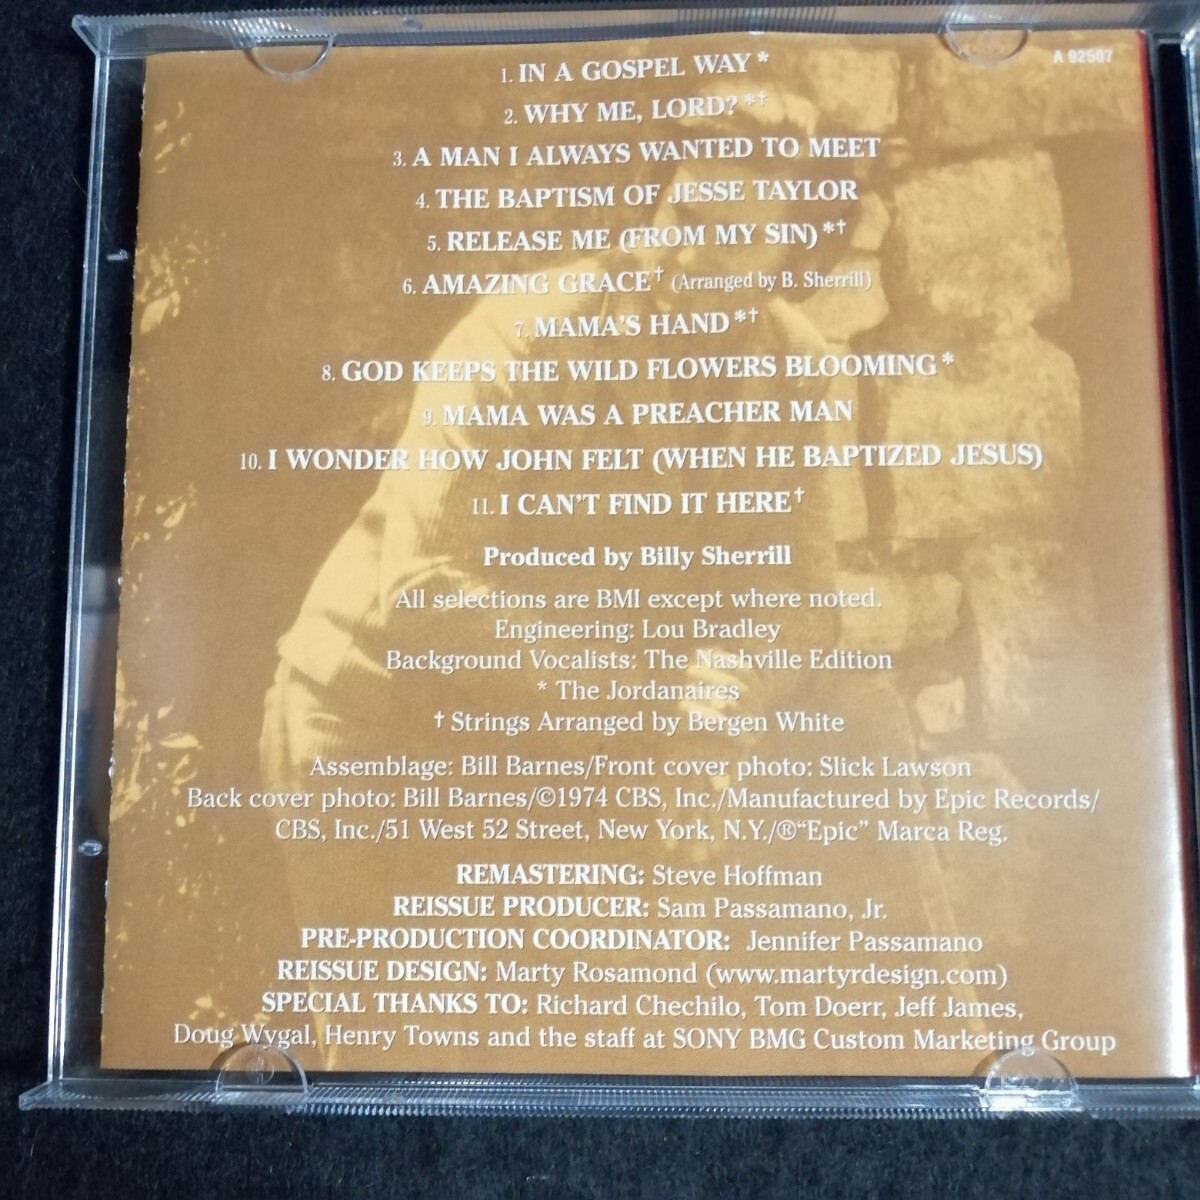 A 92507
1. IN A GOSPEL WAY*
2. WHY ME, LORD?*†
3. A MAN I ALWAYS WANTED TO MEET
4. THE BAPTISM OF JESSE TAYLOR
5. RELEASE ME (FROM MY SIN)*†
6. AMAZING GRACE† (Arranged by B. Sherrill)
7. MAMA'S HAND*†
8. GOD KEEPS THE WILD FLOWERS BLOOMING*
9. MAMA WAS A PREACHER MAN
10. I WONDER HOW JOHN FELT (WHEN HE BAPTIZED JESUS)
11. I CAN'T FIND IT HERE†
Produced by Billy Sherrill
All selections are BMI except where noted.
Engineering: Lou Bradley
Background Vocalists: The Nashville Edition
* The Jordanaires
† Strings Arranged by Bergen White
Assemblage: Bill Barnes/Front cover photo: Slick Lawson
Back cover photo: Bill Barnes/©1974 CBS, Inc./Manufactured by Epic Records/
CBS, Inc./51 West 52 Street, New York, N.Y./®“Epic” Marca Reg.
REMASTERING: Steve Hoffman
REISSUE PRODUCER: Sam Passamano, Jr.
PRE-PRODUCTION COORDINATOR: Jennifer Passamano
REISSUE DESIGN: Marty Rosamond (www.martyrdesign.com)
SPECIAL THANKS TO: Richard Chechilo, Tom Doerr, Jeff James,
Doug Wygal, Henry Towns and the staff at SONY BMG Custom Marketing Group